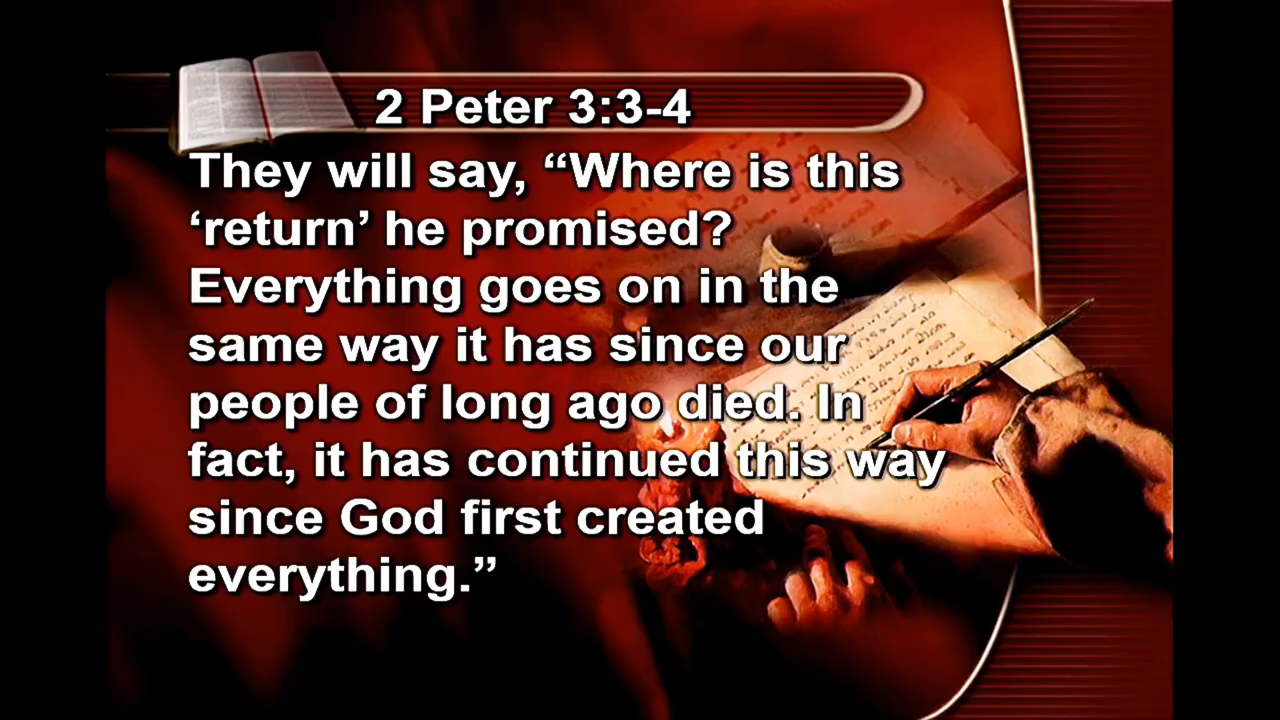 2 Peter 3:3-4
They will say, “Where is this
‘return’ he promised?
Everything goes on in the
same way it has since our
people of long ago died. In
fact, it has continued this way
since God first created
everything.”